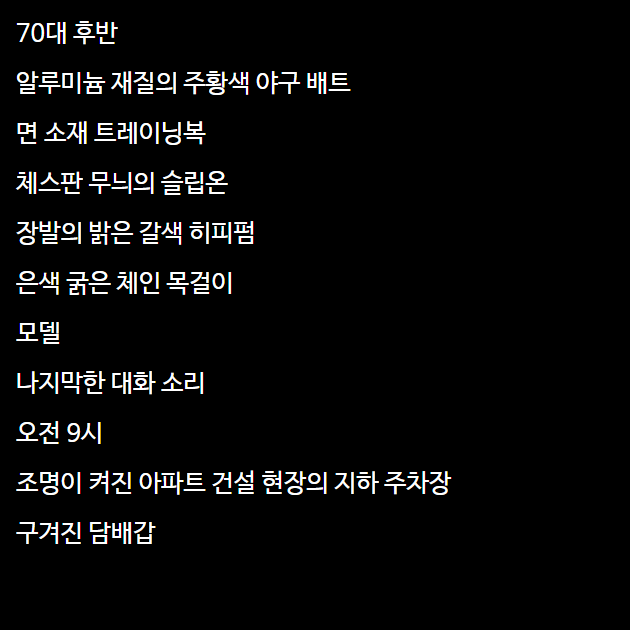 70대 후반
알루미늄 재질의 주황색 야구 배트
면 소재 트레이닝복
체스판 무늬의 슬립온
장발의 밝은 갈색 히피펌
은색 굵은 체인 목걸이
모델
나지막한 대화 소리
오전 9시
조명이 켜진 아파트 건설 현장의 지하 주차장
구겨진 담배갑